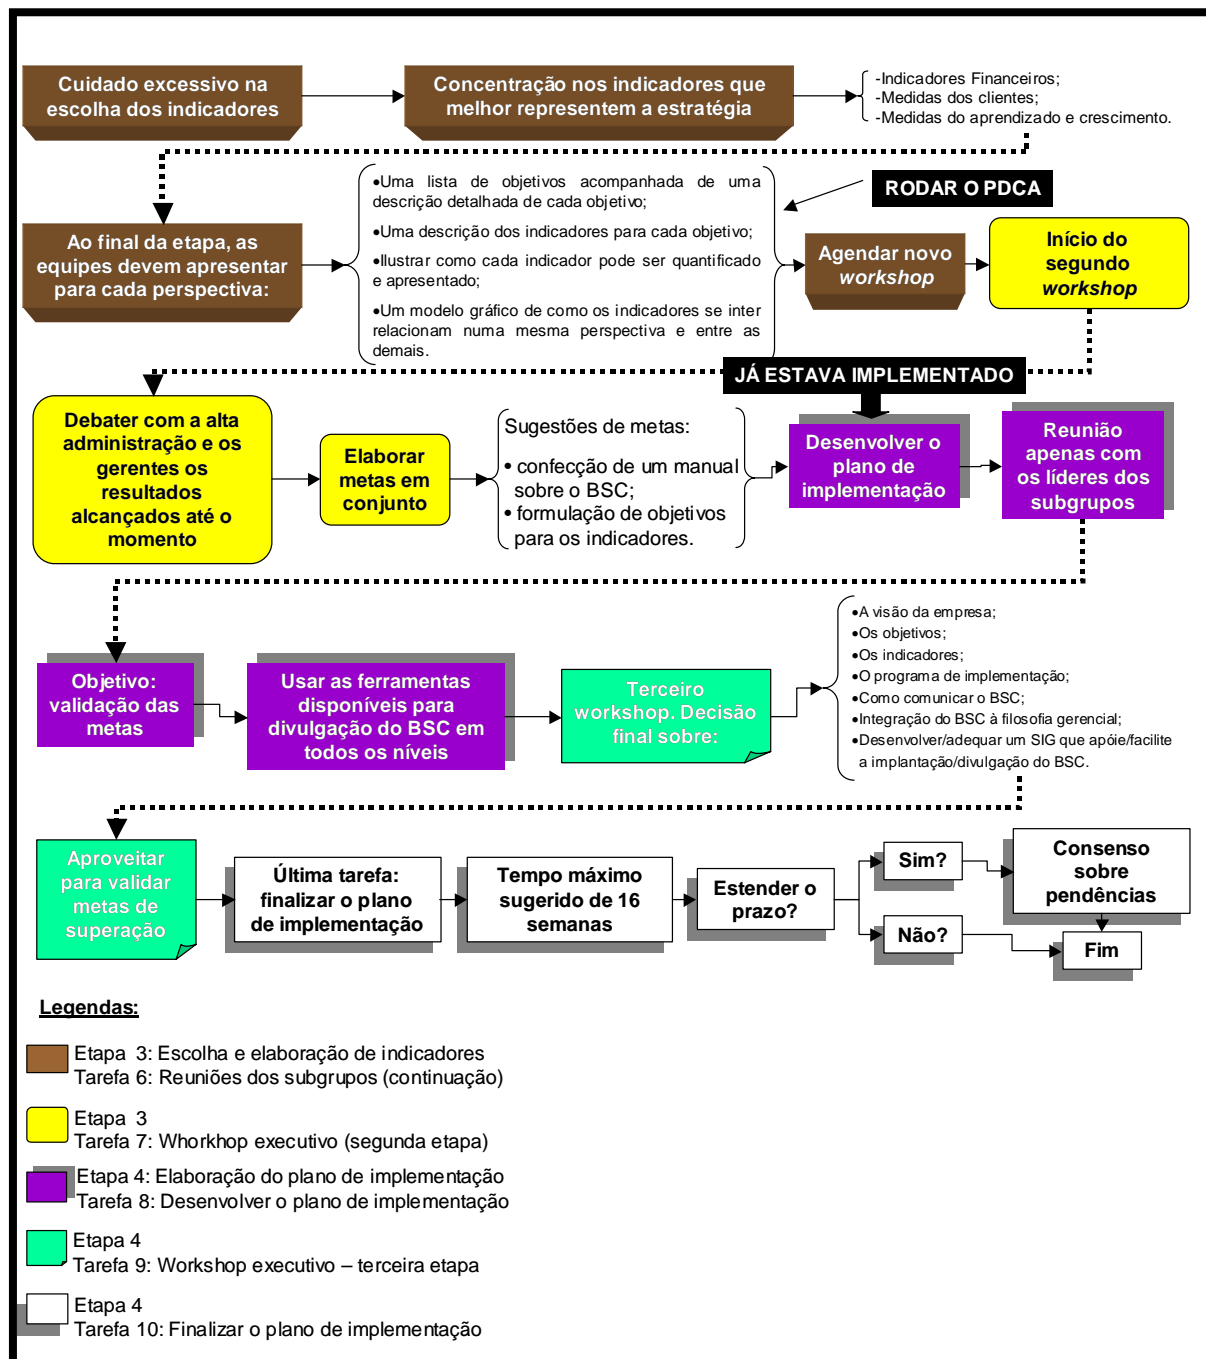 Cuidado excessivo na
escolha dos indicadores
Concentração nos indicadores que
melhor representem a estratégia
-Indicadores Financeiros;
-Medidas dos clientes;
-Medidas do aprendizado e crescimento.
Ao final da etapa, as
equipes devem apresentar
para cada perspectiva:
•Uma lista de objetivos acompanhada de uma
descrição detalhada de cada objetivo;
•Uma descrição dos indicadores para cada objetivo;
•Ilustrar como cada indicador pode ser quantificado
e apresentado;
•Um modelo gráfico de como os indicadores se inter
relacionam numa mesma perspectiva e entre as
demais.
RODAR O PDCA
Agendar novo
workshop
Início do
segundo
workshop
JÁ ESTAVA IMPLEMENTADO
Debater com a alta
administração e os
gerentes os
resultados
alcançados até o
momento
Elaborar
metas em
conjunto
Sugestões de metas:
• confecção de um manual
sobre o BSC;
• formulação de objetivos
para os indicadores.
Desenvolver o
plano de
implementação
Reunião
apenas com
os líderes dos
subgrupos
Objetivo:
validação das
metas
Usar as ferramentas
disponíveis para
divulgação do BSC em
todos os níveis
Terceiro
workshop. Decisão
final sobre:
•A visão da empresa;
•Os objetivos;
•Os indicadores;
•O programa de implementação;
•Como comunicar o BSC;
•Integração do BSC à filosofia gerencial;
•Desenvolver/adequar um SIG que apóie/facilite
a implantação/divulgação do BSC.
Aproveitar
para validar
metas de
superação
Última tarefa:
finalizar o plano
de implementação
Tempo máximo
sugerido de 16
semanas
Estender o
prazo?
Sim?
Não?
Consenso
sobre
pendências
Fim
Legendas:
Etapa 3: Escolha e elaboração de indicadores
Tarefa 6: Reuniões dos subgrupos (continuação)
Etapa 3
Tarefa 7: Whorkhop executivo (segunda etapa)
Etapa 4: Elaboração do plano de implementação
Tarefa 8: Desenvolver o plano de implementação
Etapa 4
Tarefa 9: Workshop executivo – terceira etapa
Etapa 4
Tarefa 10: Finalizar o plano de implementação